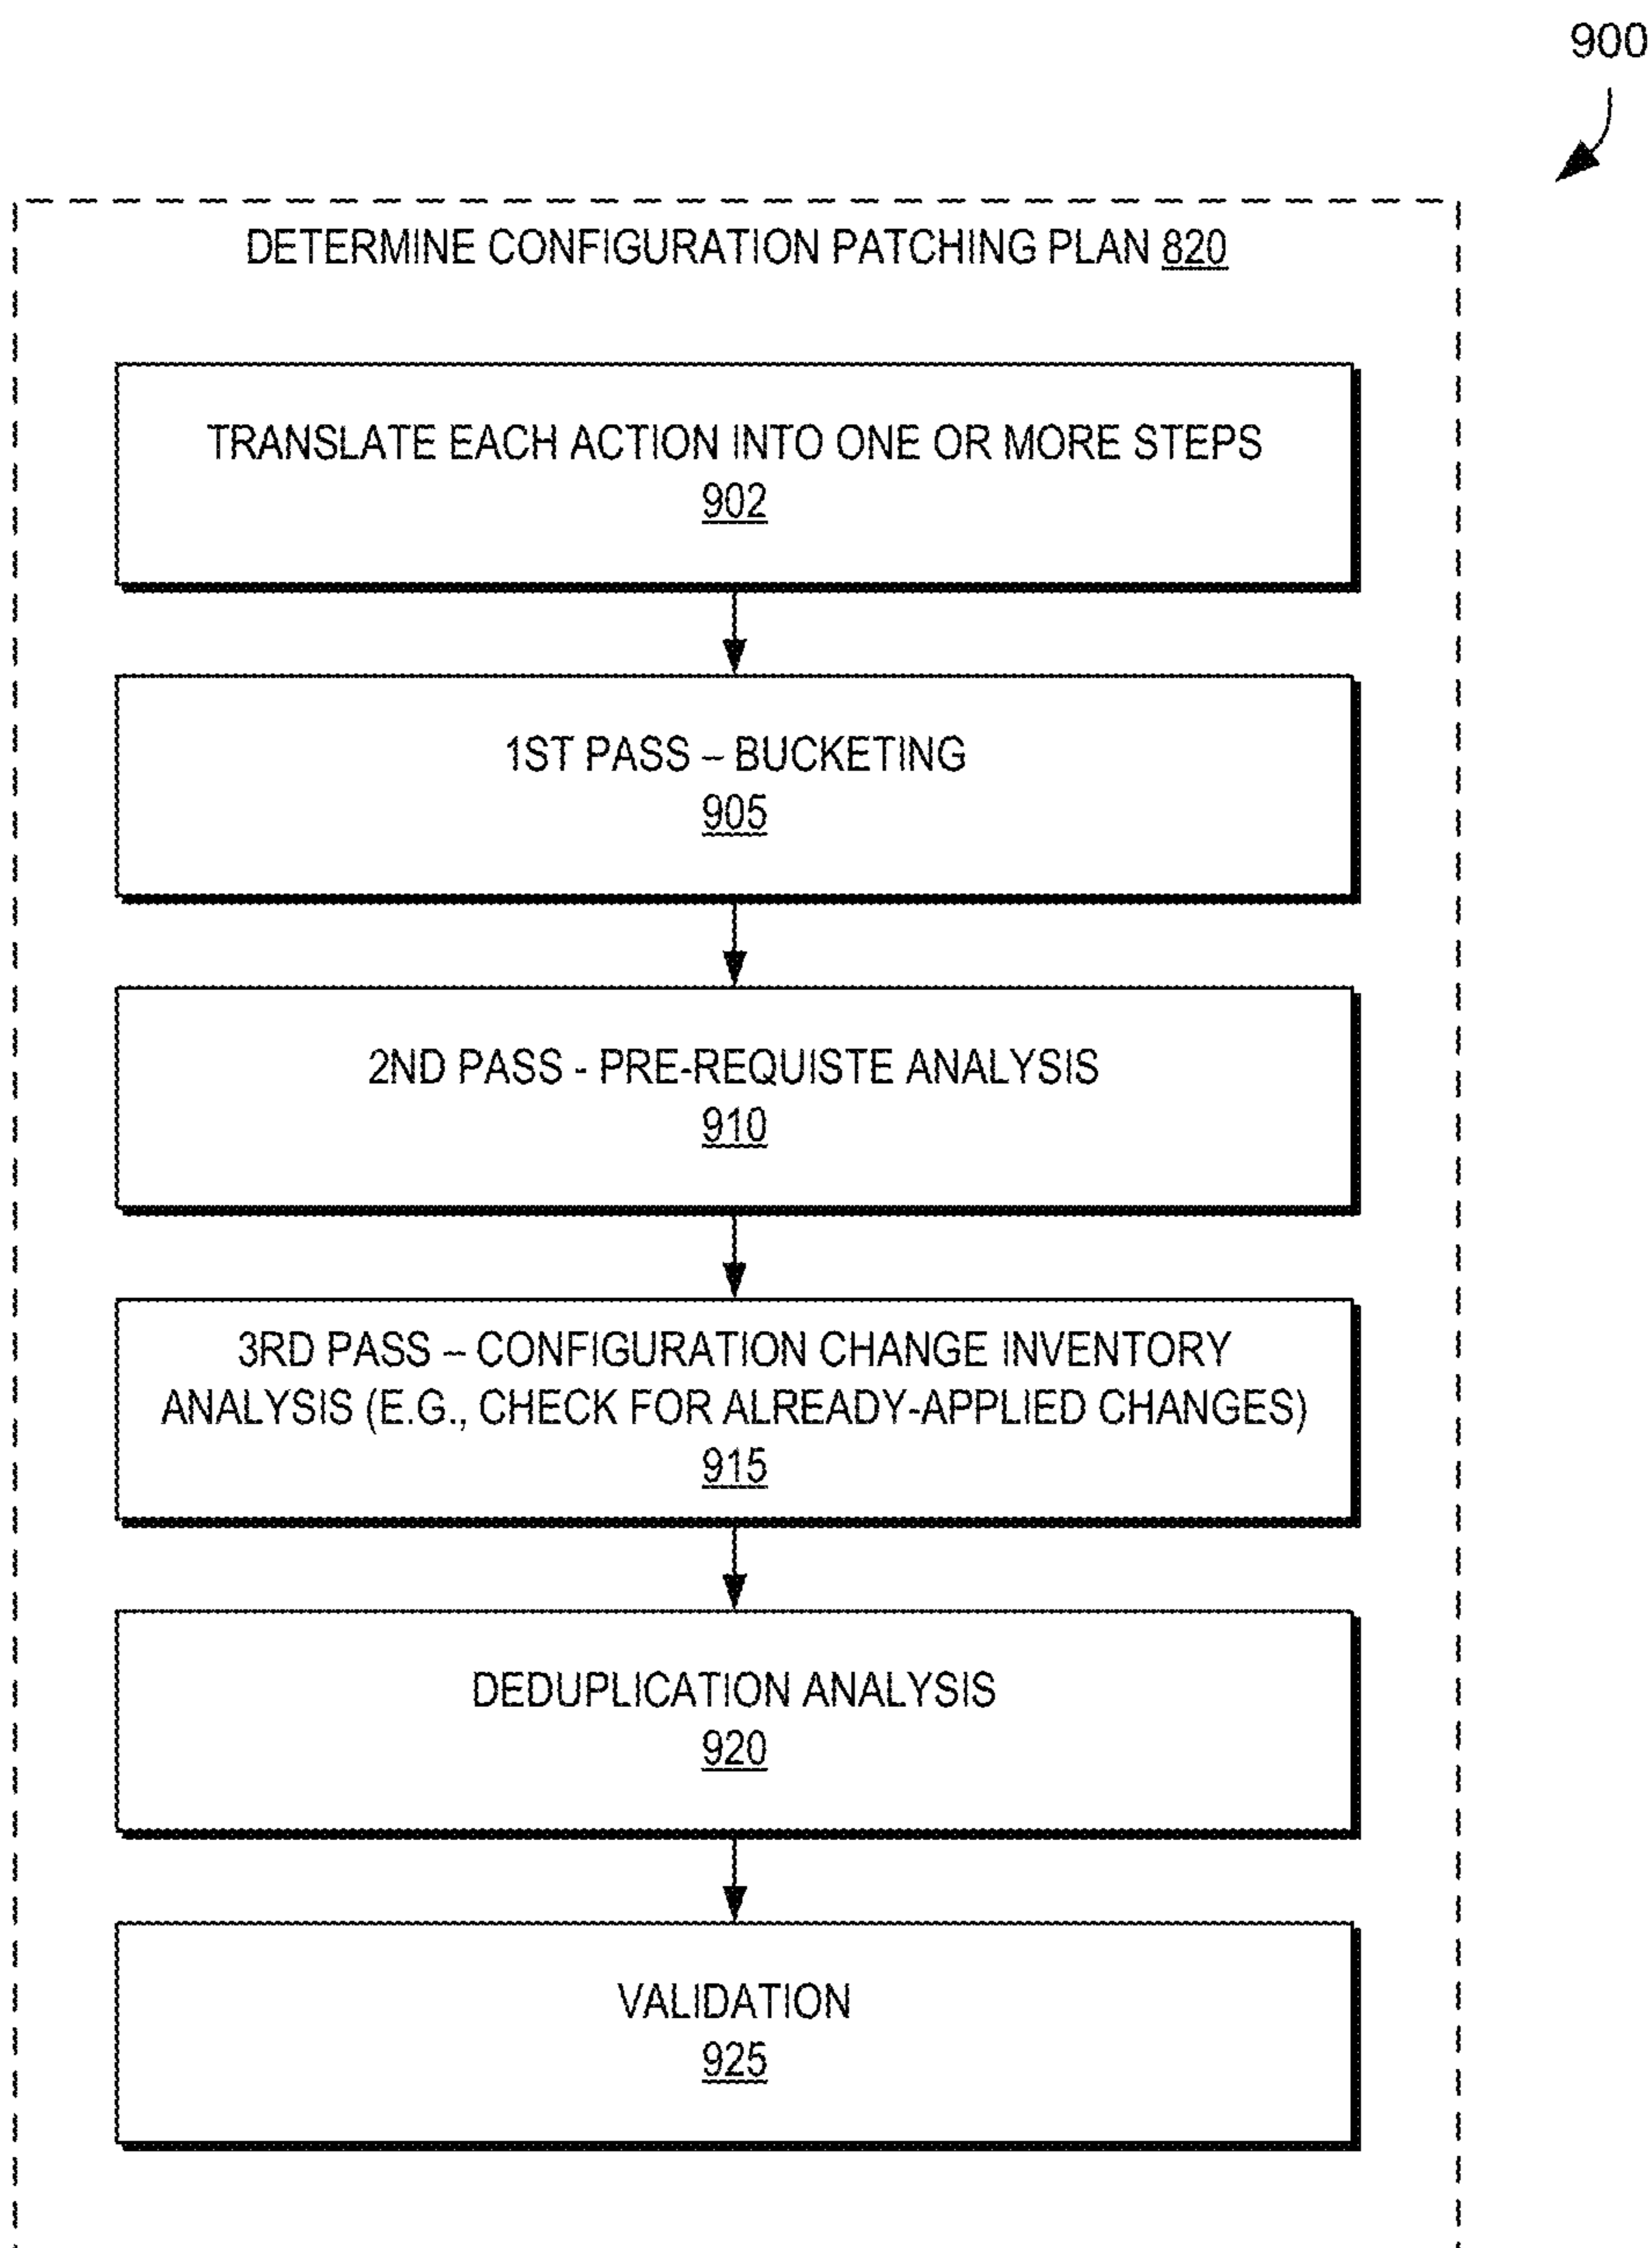 900
DETERMINE CONFIGURATION PATCHING PLAN 820
TRANSLATE EACH ACTION INTO ONE OR MORE STEPS
902
1ST PASS – BUCKETING
905
2ND PASS - PRE-REQUISTE ANALYSIS
910
3RD PASS – CONFIGURATION CHANGE INVENTORY
ANALYSIS (E.G., CHECK FOR ALREADY-APPLIED CHANGES)
915
DEDUPLICATION ANALYSIS
920
VALIDATION
925